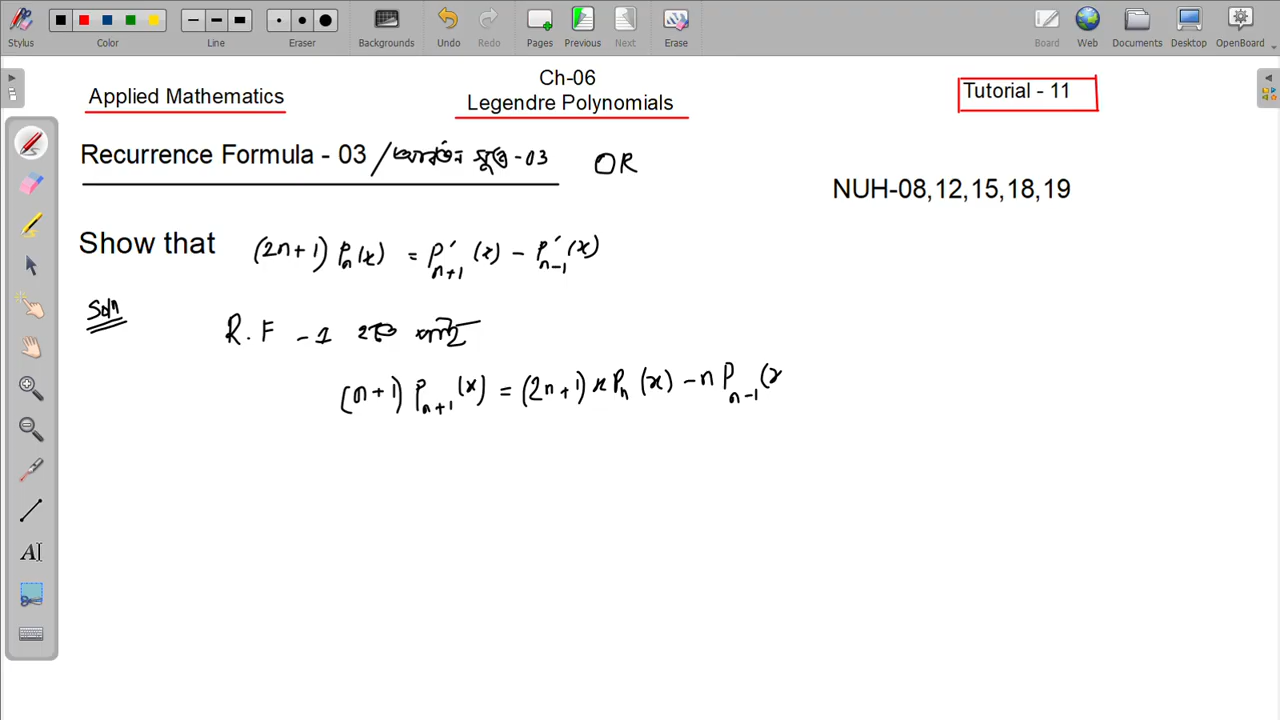 Stylus Color Line Eraser Backgrounds Undo Redo Pages Previous Next Erase Board Web Documents Desktop OpenBoard
Applied Mathematics
Ch-06
Legendre Polynomials
Tutorial - 11
Recurrence Formula - 03 / আবর্তন সূত্র - 03 OR
NUH-08,12,15,18,19
Show that (2n+1) Pₙ(x) = P′ₙ₊₁(x) - P′ₙ₋₁(x)
Soln
R.F - 1 হতে পাই
(n+1) Pₙ₊₁(x) = (2n+1) x Pₙ(x) - n Pₙ₋₁(x